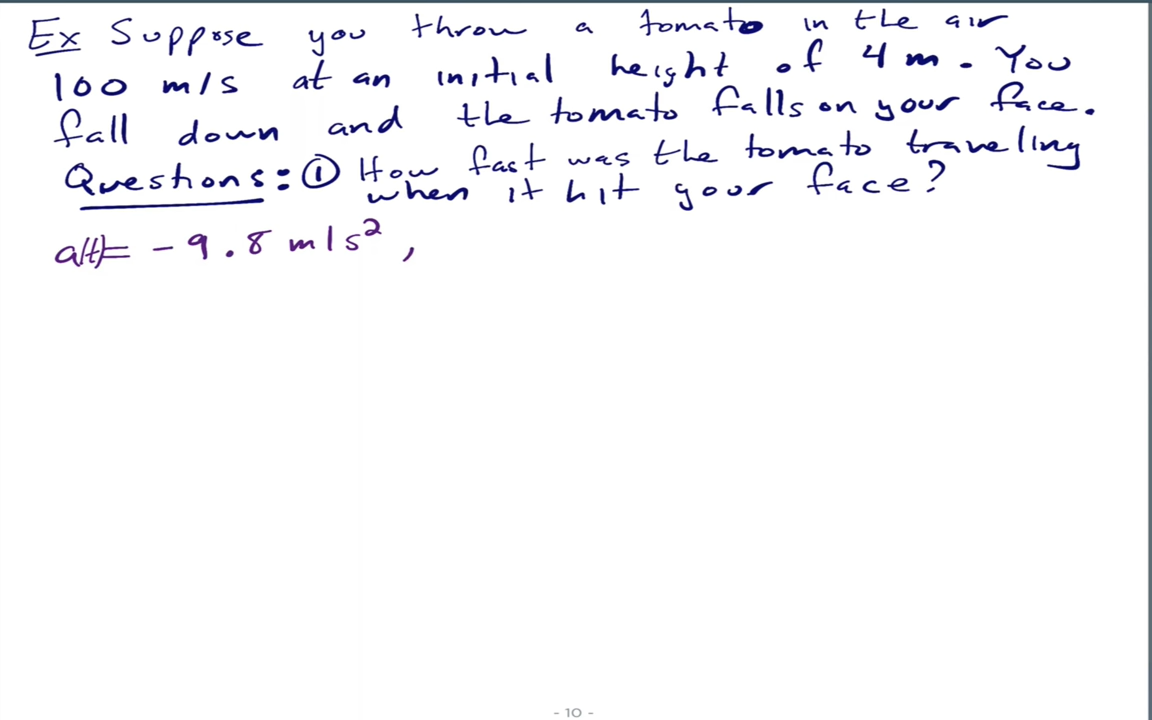 Ex Suppose you throw a tomato in the air
100 m/s at an initial height of 4 m. You
fall down and the tomato falls on your face.
Questions: ① How fast was the tomato traveling
when it hit your face?
a(t)= -9.8 m/s²,
- 10 -